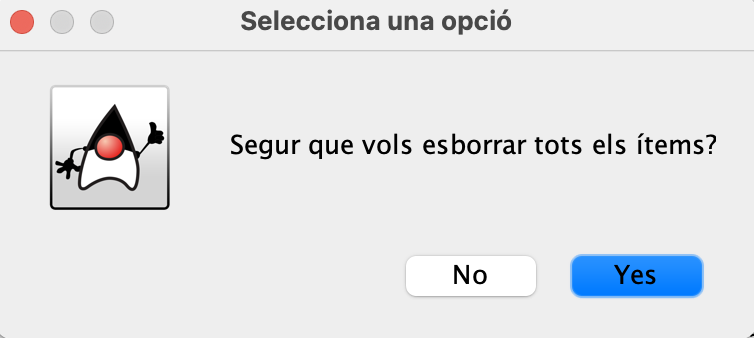 Selecciona una opció
Segur que vols esborrar tots els ítems?
No
Yes